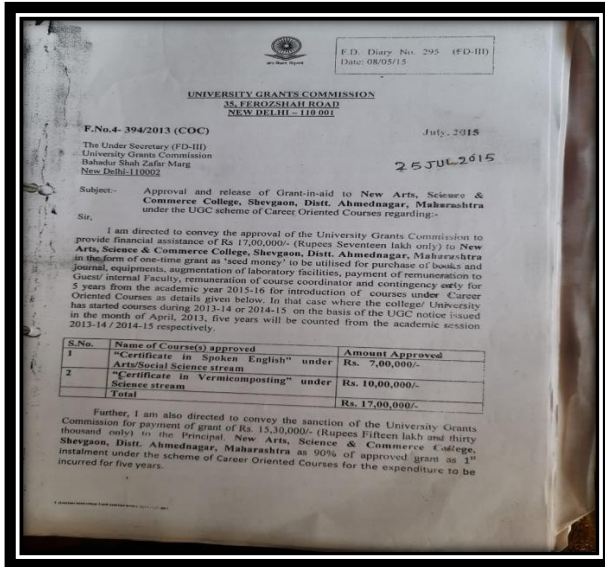 F.D. Diary No. 295 (FD-III)
Date: 08/05/15
UNIVERSITY GRANTS COMMISSION
35, FEROZSHAH ROAD
NEW DELHI – 110 001
F.No.4- 394/2013 (COC)
July, 2015
25 JUL 2015
The Under Secretary (FD-III)
University Grants Commission
Bahadur Shah Zafar Marg
New Delhi-110002
Subject:- Approval and release of Grant-in-aid to New Arts, Science &
Commerce College, Shevgaon, Distt. Ahmednagar, Maharashtra
under the UGC scheme of Career Oriented Courses regarding:-
Sir,
I am directed to convey the approval of the University Grants Commission to
provide financial assistance of Rs 17,00,000/- (Rupees Seventeen lakh only) to New
Arts, Science & Commerce College, Shevgaon, Distt. Ahmednagar, Maharashtra
in the form of one-time grant as 'seed money' to be utilised for purchase of books and
journal, equipments, augmentation of laboratory facilities, payment of remuneration to
Guest/ internal Faculty, remuneration of course coordinator and contingency only for
5 years from the academic year 2015-16 for introduction of courses under Career
Oriented Courses as details given below. In that case where the college/ University
has started courses during 2013-14 or 2014-15 on the basis of the UGC notice issued
in the month of April, 2013, five years will be counted from the academic session
2013-14 / 2014-15 respectively.
S.No. Name of Course(s) approved Amount Approved
1 "Certificate in Spoken English" under Rs. 7,00,000/-
Arts/Social Science stream
2 "Certificate in Vermicomposting" under Rs. 10,00,000/-
Science stream
Total Rs. 17,00,000/-
Further, I am also directed to convey the sanction of the University Grants
Commission for payment of grant of Rs. 15,30,000/- (Rupees Fifteen lakh and thirty
thousand only) to the Principal, New Arts, Science & Commerce College,
Shevgaon, Distt. Ahmednagar, Maharashtra as 90% of approved grant as 1st
instalment under the scheme of Career Oriented Courses for the expenditure to be
incurred for five years.